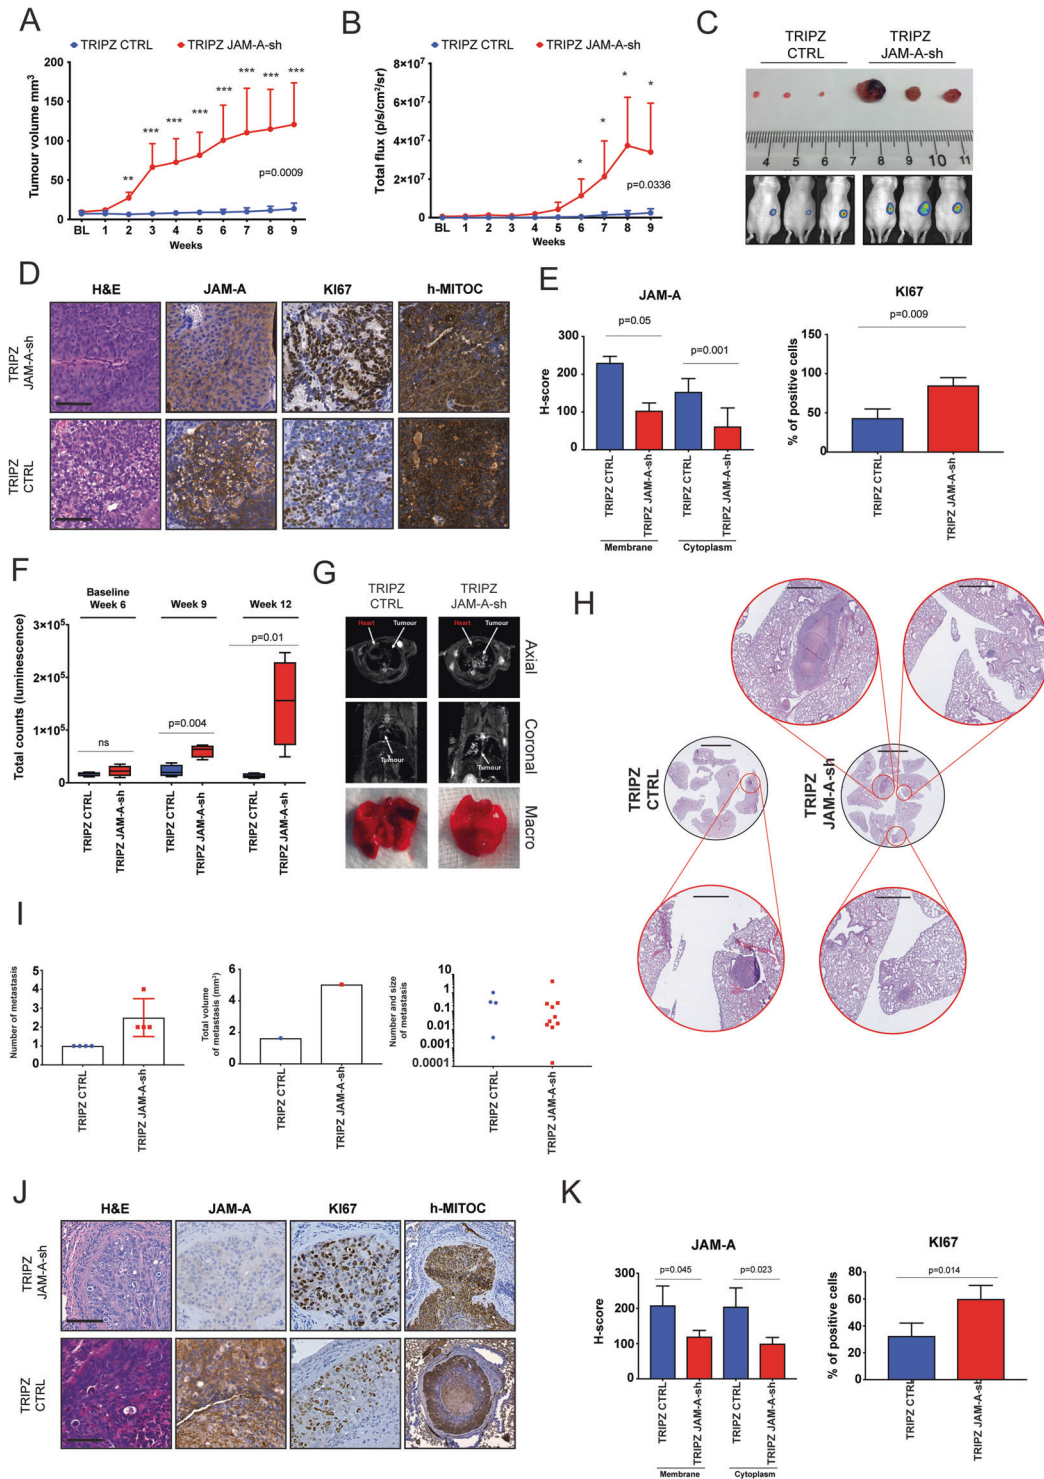 A
TRIPZ CTRL TRIPZ JAM-A-sh
Tumour volume mm³
200
150
100
50
0
** *** *** *** *** *** *** ***
p=0.0009
BL 1 2 3 4 5 6 7 8 9
Weeks
B
TRIPZ CTRL TRIPZ JAM-A-sh
Total flux (p/s/cm²/sr)
8×10⁷
6×10⁷
4×10⁷
2×10⁷
0
* * * *
p=0.0336
BL 1 2 3 4 5 6 7 8 9
Weeks
C
TRIPZ CTRL
TRIPZ JAM-A-sh
4 5 6 7 8 9 10 11
D
H&E JAM-A KI67 h-MITOC
TRIPZ JAM-A-sh
TRIPZ CTRL
E
JAM-A
H-score
300
200
100
0
p=0.05
p=0.001
TRIPZ CTRL
TRIPZ JAM-A-sh
TRIPZ CTRL
TRIPZ JAM-A-sh
Membrane Cytoplasm
KI67
% of positive cells
150
100
50
0
p=0.009
TRIPZ CTRL
TRIPZ JAM-A-sh
F
Baseline
Week 6 Week 9 Week 12
Total counts (luminescence)
3×10⁵
2×10⁵
1×10⁵
0
ns
p=0.004
p=0.01
TRIPZ CTRL
TRIPZ JAM-A-sh
TRIPZ CTRL
TRIPZ JAM-A-sh
TRIPZ CTRL
TRIPZ JAM-A-sh
G
TRIPZ CTRL
TRIPZ JAM-A-sh
Heart Tumour
Heart Tumour
Axial
Tumour
Tumour
Coronal
Macro
H
TRIPZ CTRL
TRIPZ JAM-A-sh
I
Number of metastasis
5
4
3
2
1
0
TRIPZ CTRL
TRIPZ JAM-A-sh
Total volume of metastasis (mm³)
6
4
2
0
TRIPZ CTRL
TRIPZ JAM-A-sh
Number and size of metastasis
10
1
0.1
0.01
0.001
0.0001
TRIPZ CTRL
TRIPZ JAM-A-sh
J
H&E JAM-A KI67 h-MITOC
TRIPZ JAM-A-sh
TRIPZ CTRL
K
JAM-A
H-score
300
200
100
0
p=0.045
p=0.023
TRIPZ CTRL
TRIPZ JAM-A-sh
TRIPZ CTRL
TRIPZ JAM-A-sh
Membrane Cytoplasm
KI67
% of positive cells
80
60
40
20
0
p=0.014
TRIPZ CTRL
TRIPZ JAM-A-sh